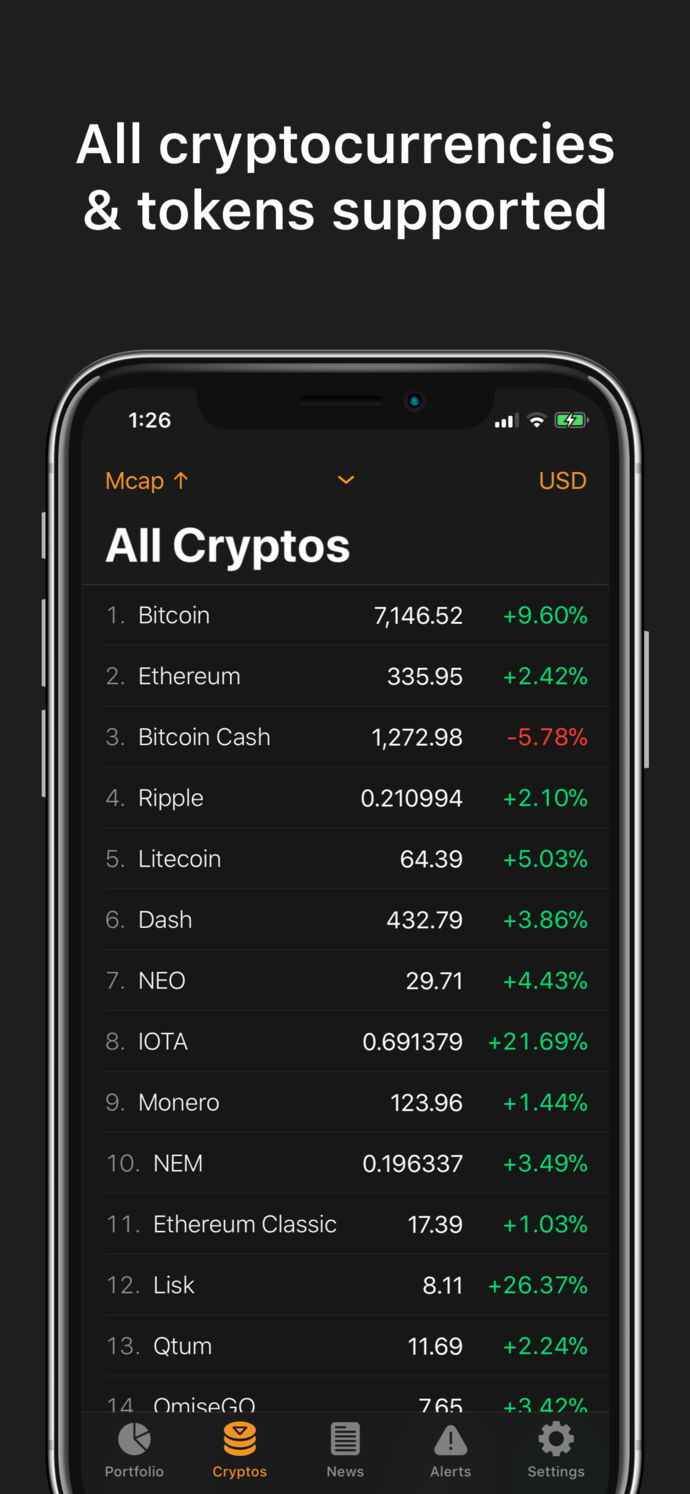 All cryptocurrencies
& tokens supported
1:26
Mcap ↑ USD
All Cryptos
1. Bitcoin 7,146.52 +9.60%
2. Ethereum 335.95 +2.42%
3. Bitcoin Cash 1,272.98 -5.78%
4. Ripple 0.210994 +2.10%
5. Litecoin 64.39 +5.03%
6. Dash 432.79 +3.86%
7. NEO 29.71 +4.43%
8. IOTA 0.691379 +21.69%
9. Monero 123.96 +1.44%
10. NEM 0.196337 +3.49%
11. Ethereum Classic 17.39 +1.03%
12. Lisk 8.11 +26.37%
13. Qtum 11.69 +2.24%
14. OmiseGO 7.65 +3.42%
Portfolio Cryptos News Alerts Settings